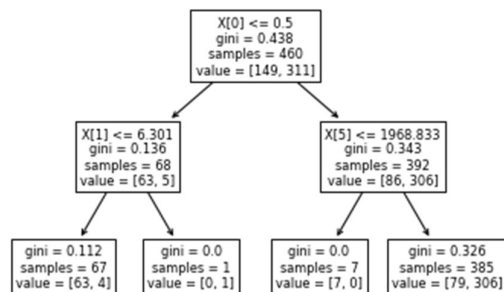 X[0] <= 0.5
gini = 0.438
samples = 460
value = [149, 311]
X[1] <= 6.301
gini = 0.136
samples = 68
value = [63, 5]
X[5] <= 1968.833
gini = 0.343
samples = 392
value = [86, 306]
gini = 0.112
samples = 67
value = [63, 4]
gini = 0.0
samples = 1
value = [0, 1]
gini = 0.0
samples = 7
value = [7, 0]
gini = 0.326
samples = 385
value = [79, 306]